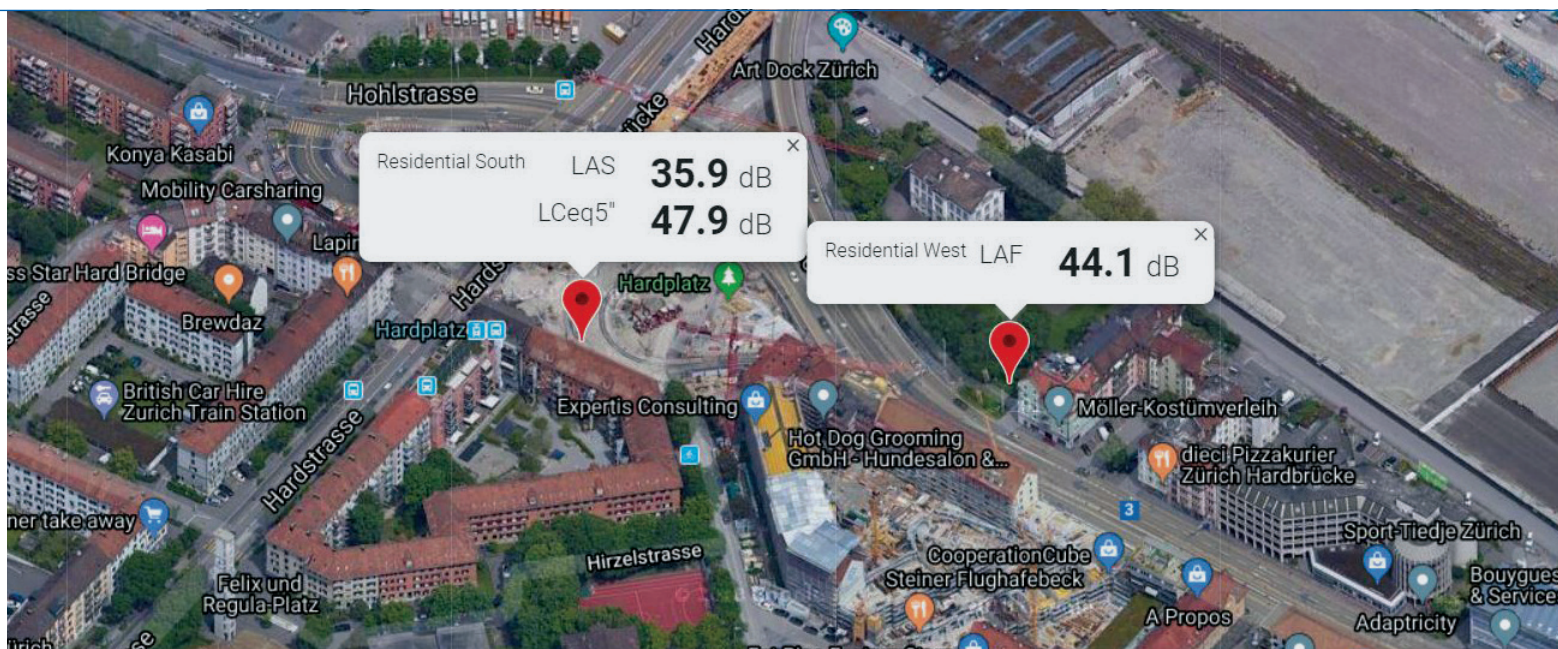 Art Dock Zürich
Hohlstrasse
Konya Kasabi
Mobility Carsharing
Residential South LAS 35.9 dB
LCeq5" 47.9 dB
×
Residential West LAF 44.1 dB
×
Star Hard Bridge
Brewdaz
Hardplatz
Hardplatz
British Car Hire
Zurich Train Station
Hardstrasse
Expertis Consulting
Hot Dog Grooming
GmbH - Hundesalon &...
Möller-Kostümverleih
dieci Pizzakurier
Zürich Hardbrücke
take away
3
Felix und
Regula-Platz
Hirzelstrasse
CooperationCube
Steiner Flughafebeck
Sport-Tiedje Zürich
Bouygues
& Service
A Propos
Adaptricity